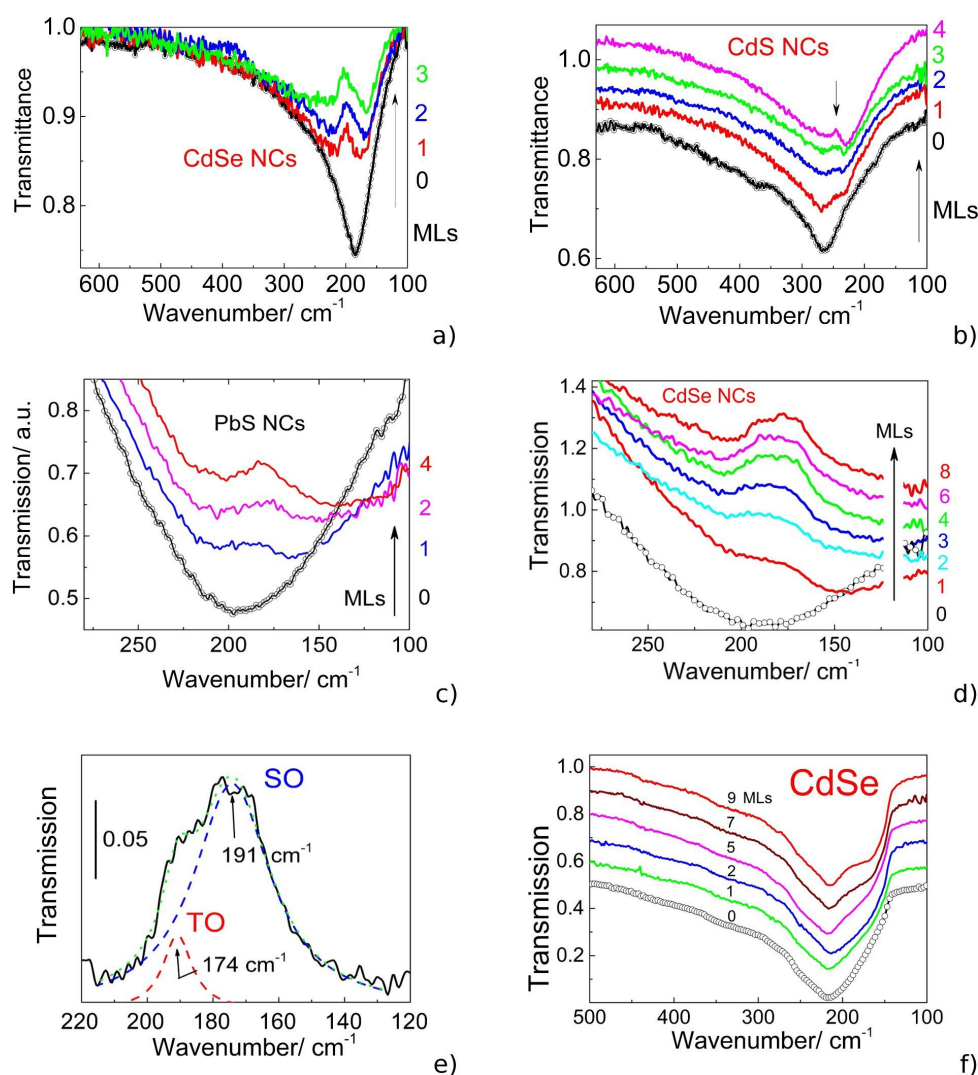 1.0
0.9
0.8
Transmittance
CdSe NCs
3
2
1
0
MLs
600 500 400 300 200 100
Wavenumber/ cm-1
a)
1.0
0.8
0.6
Transmittance
CdS NCs
4
3
2
1
0
MLs
600 500 400 300 200 100
Wavenumber/ cm-1
b)
0.8
0.7
0.6
0.5
Transmission/ a.u.
PbS NCs
4
2
1
0
MLs
250 200 150 100
Wavenumber/ cm-1
c)
1.4
1.2
1.0
0.8
Transmission
CdSe NCs
MLs
8
6
4
3
2
1
0
250 200 150 100
Wavenumber/ cm-1
d)
Transmission
0.05
SO
191 cm-1
TO
174 cm-1
220 200 180 160 140 120
Wavenumber/ cm-1
e)
1.0
0.8
0.6
0.4
0.2
Transmission
CdSe
9 MLs
7
5
2
1
0
500 400 300 200 100
Wavenumber/ cm-1
f)